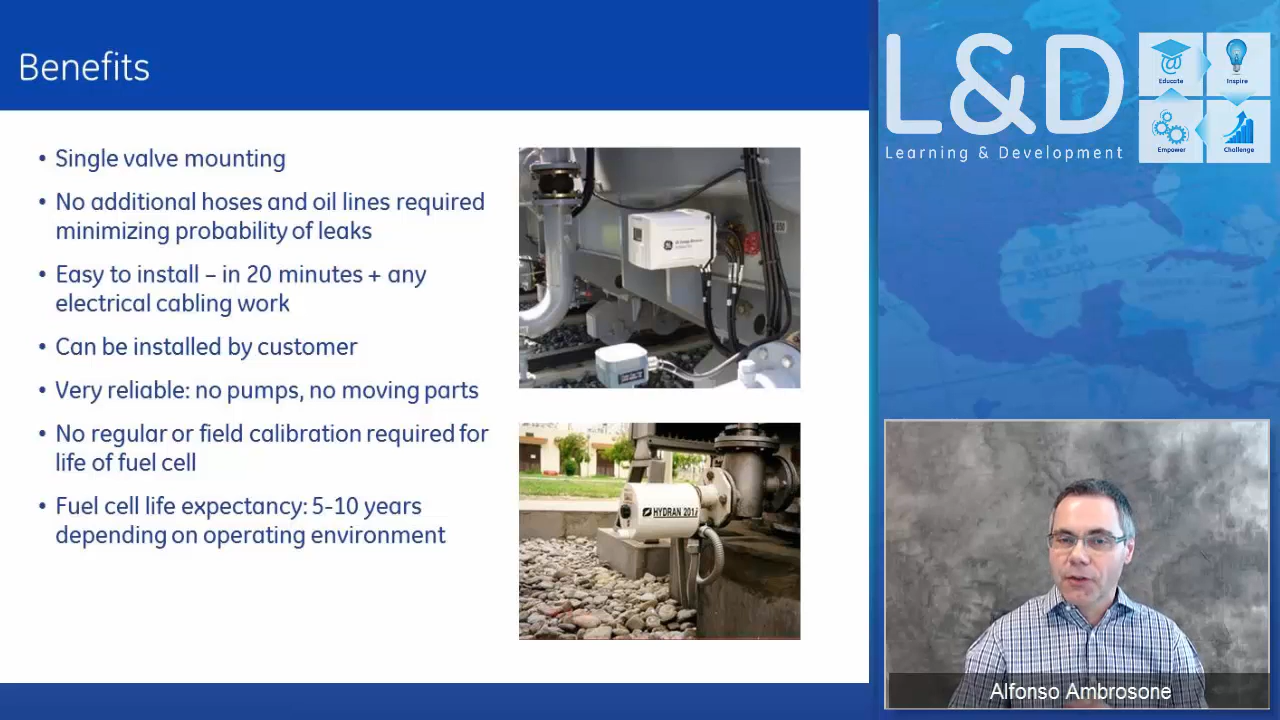 Benefits
• Single valve mounting
• No additional hoses and oil lines required
minimizing probability of leaks
• Easy to install – in 20 minutes + any
electrical cabling work
• Can be installed by customer
• Very reliable: no pumps, no moving parts
• No regular or field calibration required for
life of fuel cell
• Fuel cell life expectancy: 5-10 years
depending on operating environment
HYDRAN 201
L&D
Learning & Development
Educate
Inspire
Empower
Challenge
Alfonso Ambrosone